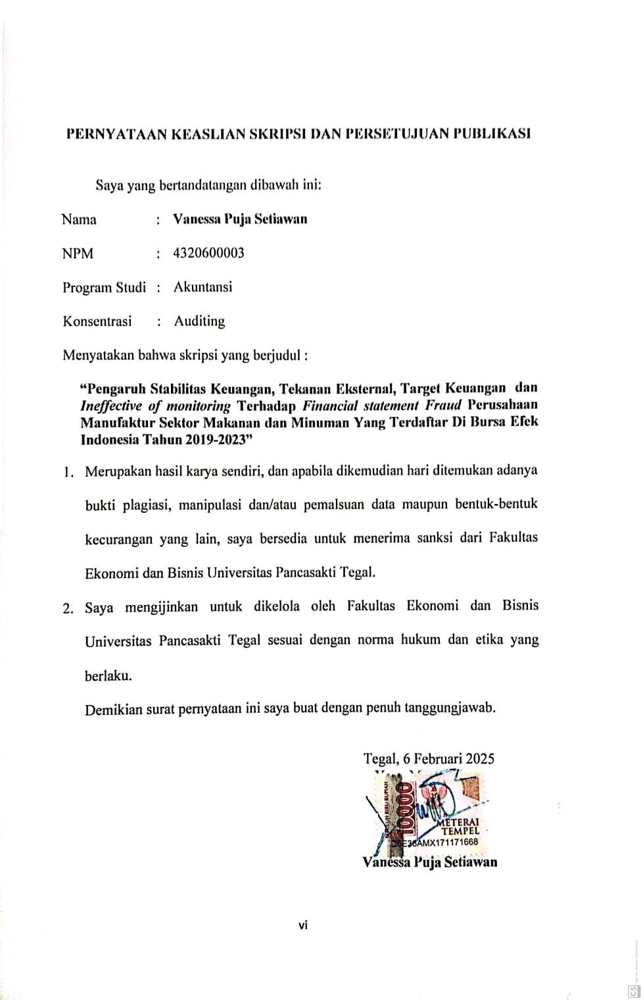 PERNYATAAN KEASLIAN SKRIPSI DAN PERSETUJUAN PUBLIKASI
Saya yang bertandatangan dibawah ini:
Nama : Vanessa Puja Setiawan
NPM : 4320600003
Program Studi : Akuntansi
Konsentrasi : Auditing
Menyatakan bahwa skripsi yang berjudul :
“Pengaruh Stabilitas Keuangan, Tekanan Eksternal, Target Keuangan dan
Ineffective of monitoring Terhadap Financial statement Fraud Perusahaan
Manufaktur Sektor Makanan dan Minuman Yang Terdaftar Di Bursa Efek
Indonesia Tahun 2019-2023”
1. Merupakan hasil karya sendiri, dan apabila dikemudian hari ditemukan adanya
bukti plagiasi, manipulasi dan/atau pemalsuan data maupun bentuk-bentuk
kecurangan yang lain, saya bersedia untuk menerima sanksi dari Fakultas
Ekonomi dan Bisnis Universitas Pancasakti Tegal.
2. Saya mengijinkan untuk dikelola oleh Fakultas Ekonomi dan Bisnis
Universitas Pancasakti Tegal sesuai dengan norma hukum dan etika yang
berlaku.
Demikian surat pernyataan ini saya buat dengan penuh tanggungjawab.
Tegal, 6 Februari 2025
10000
METERAI
TEMPEL
AMX171171668
Vanessa Puja Setiawan
vi
CS